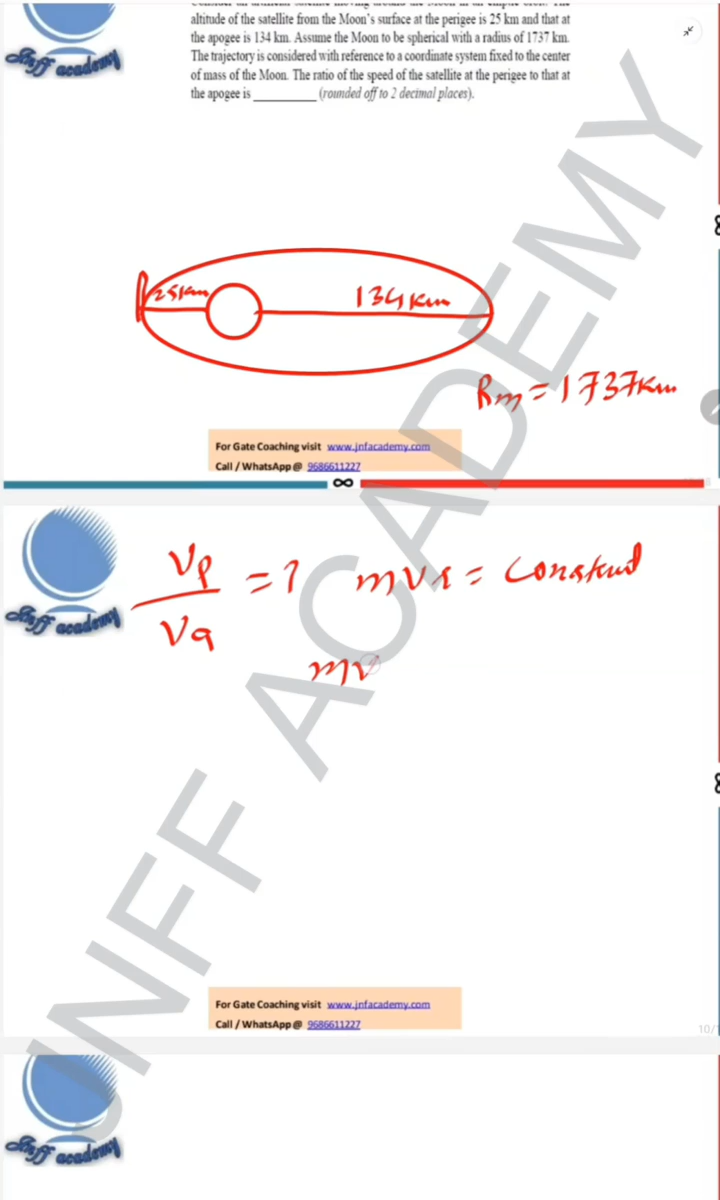 altitude of the satellite from the Moon's surface at the perigee is 25 km and that at
the apogee is 134 km. Assume the Moon to be spherical with a radius of 1737 km.
The trajectory is considered with reference to a coordinate system fixed to the center
of mass of the Moon. The ratio of the speed of the satellite at the perigee to that at
the apogee is __________ (rounded off to 2 decimal places).
academy
25km
134km
Rm = 1737km
For Gate Coaching visit www.jnfacademy.com
Call / WhatsApp @ 9686611227
Vp
= ? mvr = constant
Va
academy
mv
For Gate Coaching visit www.jnfacademy.com
Call / WhatsApp @ 9686611227
10/1
academy
JNFF ACADEMY